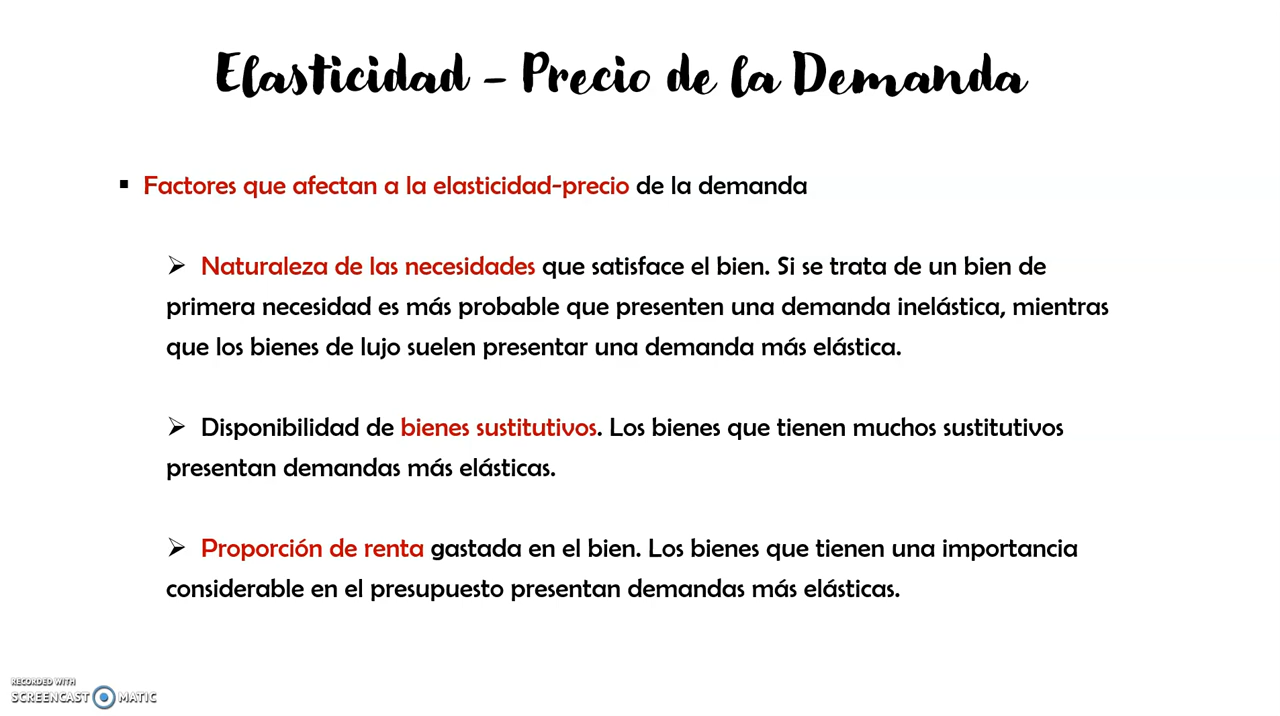 Elasticidad - Precio de la Demanda
▪ Factores que afectan a la elasticidad-precio de la demanda
➢ Naturaleza de las necesidades que satisface el bien. Si se trata de un bien de
primera necesidad es más probable que presenten una demanda inelástica, mientras
que los bienes de lujo suelen presentar una demanda más elástica.
➢ Disponibilidad de bienes sustitutivos. Los bienes que tienen muchos sustitutivos
presentan demandas más elásticas.
➢ Proporción de renta gastada en el bien. Los bienes que tienen una importancia
considerable en el presupuesto presentan demandas más elásticas.
RECORDED WITH
SCREENCAST MATIC